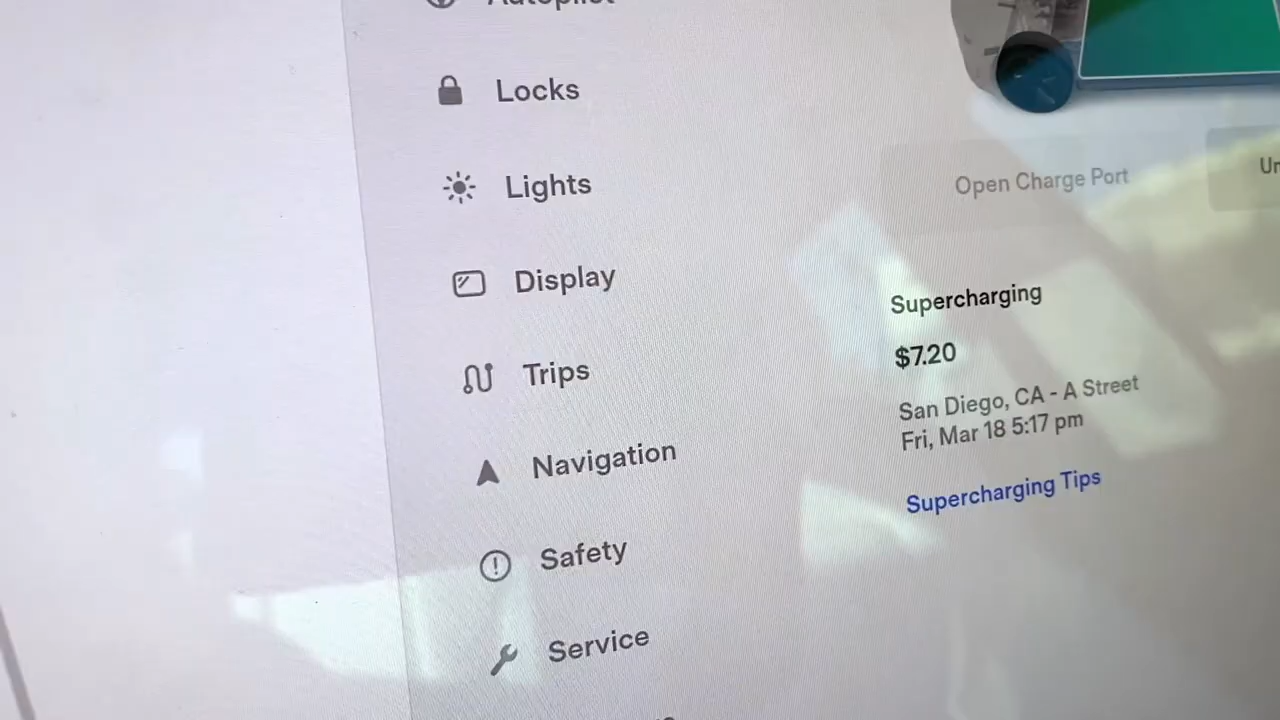 Autopilot
Locks
Lights
Display
Trips
Navigation
Safety
Service
Open Charge Port
Supercharging
$7.20
San Diego, CA - A Street
Fri, Mar 18 5:17 pm
Supercharging Tips